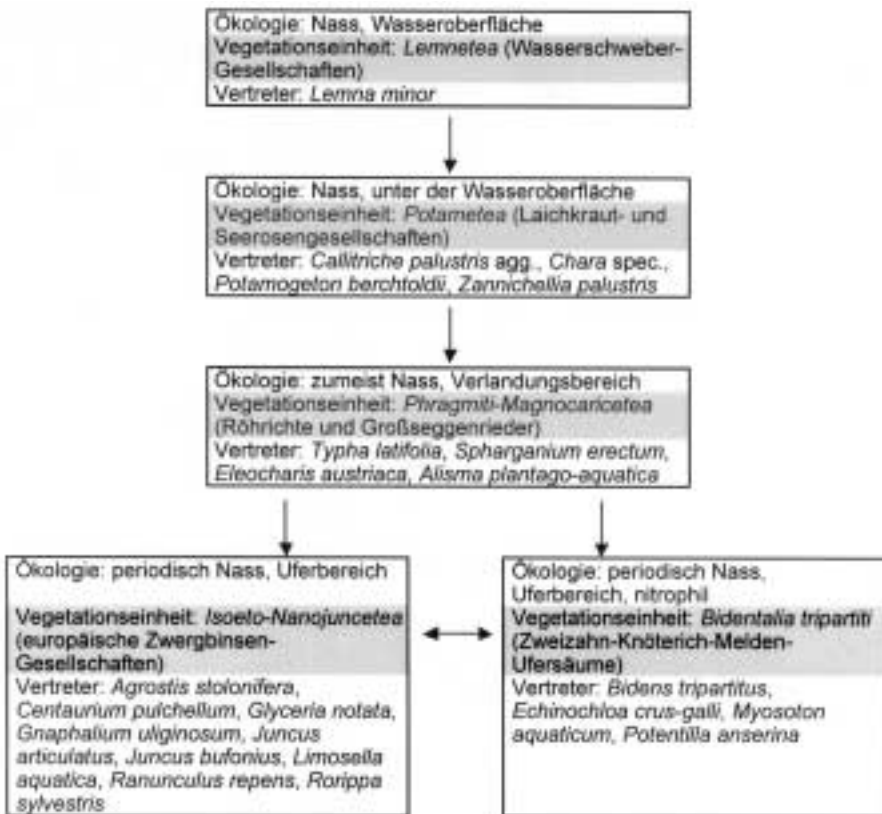 Ökologie: Nass, Wasseroberfläche
Vegetationseinheit: Lemnetea (Wasserschweber-
Gesellschaften)
Vertreter: Lemna minor
Ökologie: Nass, unter der Wasseroberfläche
Vegetationseinheit: Potametea (Laichkraut- und
Seerosengesellschaften)
Vertreter: Callitriche palustris agg., Chara spec.,
Potamogeton berchtoldii, Zannichellia palustris
Ökologie: zumeist Nass, Verlandungsbereich
Vegetationseinheit: Phragmiti-Magnocaricetea
(Röhrichte und Großseggenrieder)
Vertreter: Typha latifolia, Spharganium erectum,
Eleocharis austriaca, Alisma plantago-aquatica
Ökologie: periodisch Nass, Uferbereich
Vegetationseinheit: Isoeto-Nanojuncetea
(europäische Zwergbinsen-
Gesellschaften)
Vertreter: Agrostis stolonifera,
Centaurium pulchellum, Glyceria notata,
Gnaphalium uliginosum, Juncus
articulatus, Juncus bufonius, Limosella
aquatica, Ranunculus repens, Rorippa
sylvestris
Ökologie: periodisch Nass,
Uferbereich, nitrophil
Vegetationseinheit: Bidentalia tripartiti
(Zweizahn-Knöterich-Melden-
Ufersäume)
Vertreter: Bidens tripartitus,
Echinochloa crus-galli, Myosoton
aquaticum, Potentilla anserina